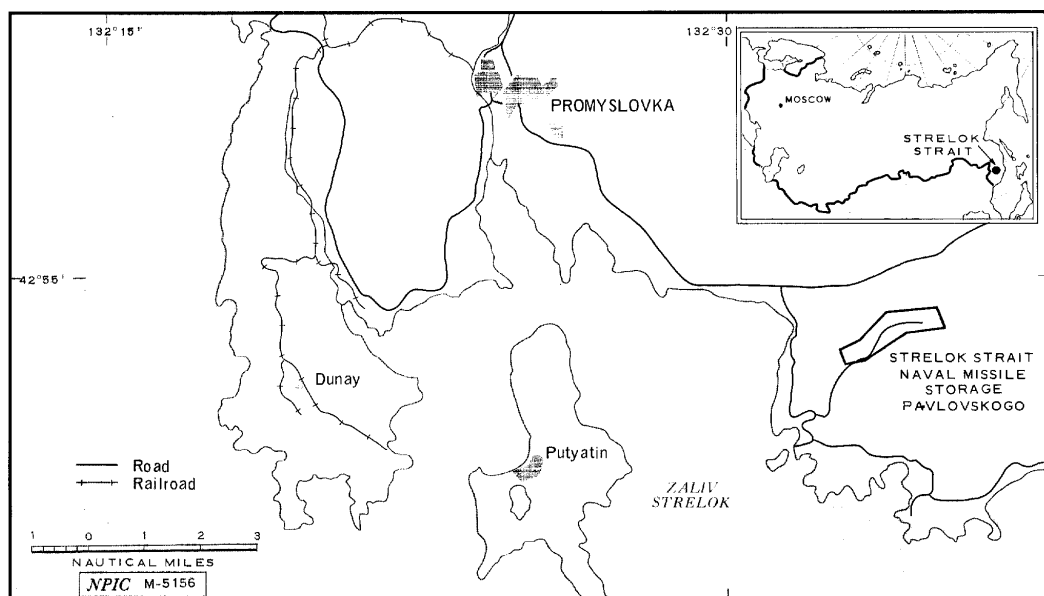 132°15'
132°30
MOSCOW
STRELOK
STRAIT
PROMYSLOVKA
42°55'
STRELOK STRAIT
NAVAL MISSILE
STORAGE
PAVLOVSKOGO
Dunay
Putyatin
Road
Railroad
ZALIV
STRELOK
1 0 1 2 3
NAUTICAL MILES
NPIC M-5156